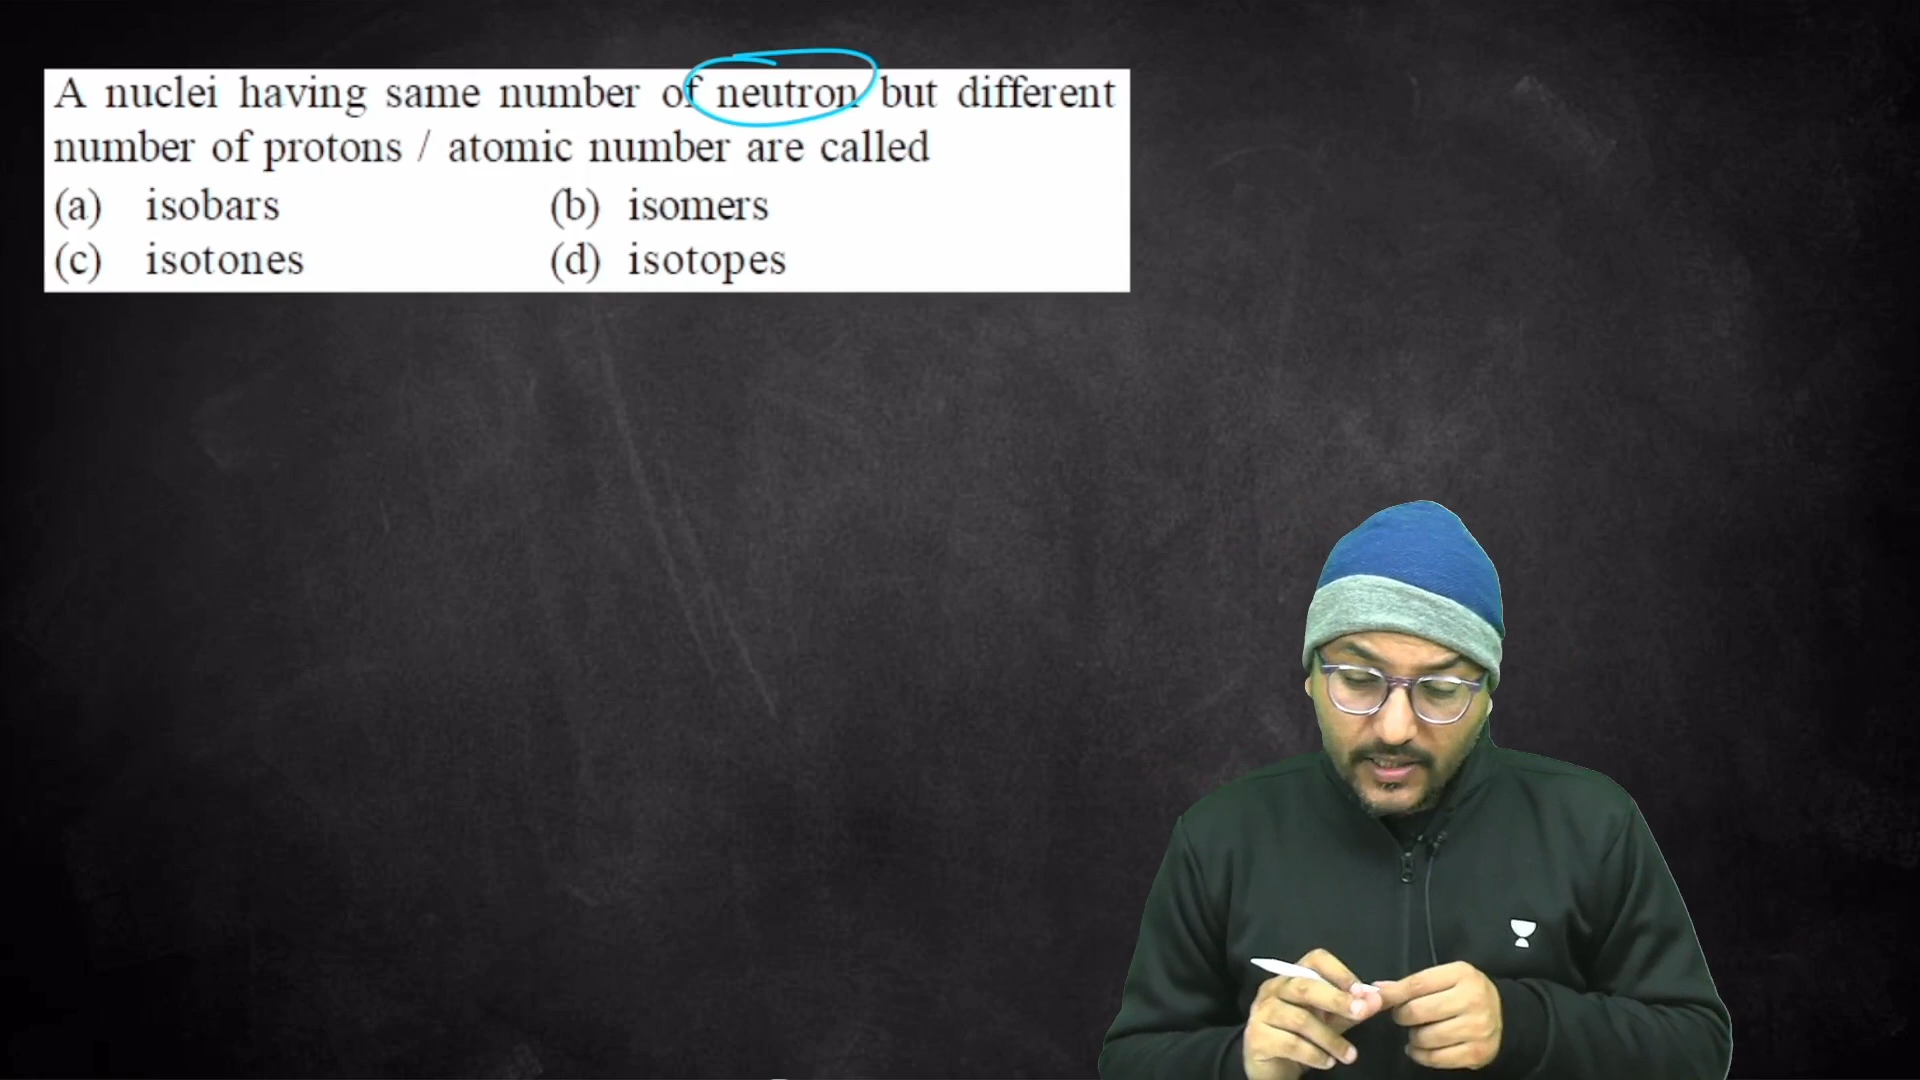 A nuclei having same number of neutron but different
number of protons / atomic number are called
(a) isobars (b) isomers
(c) isotones (d) isotopes